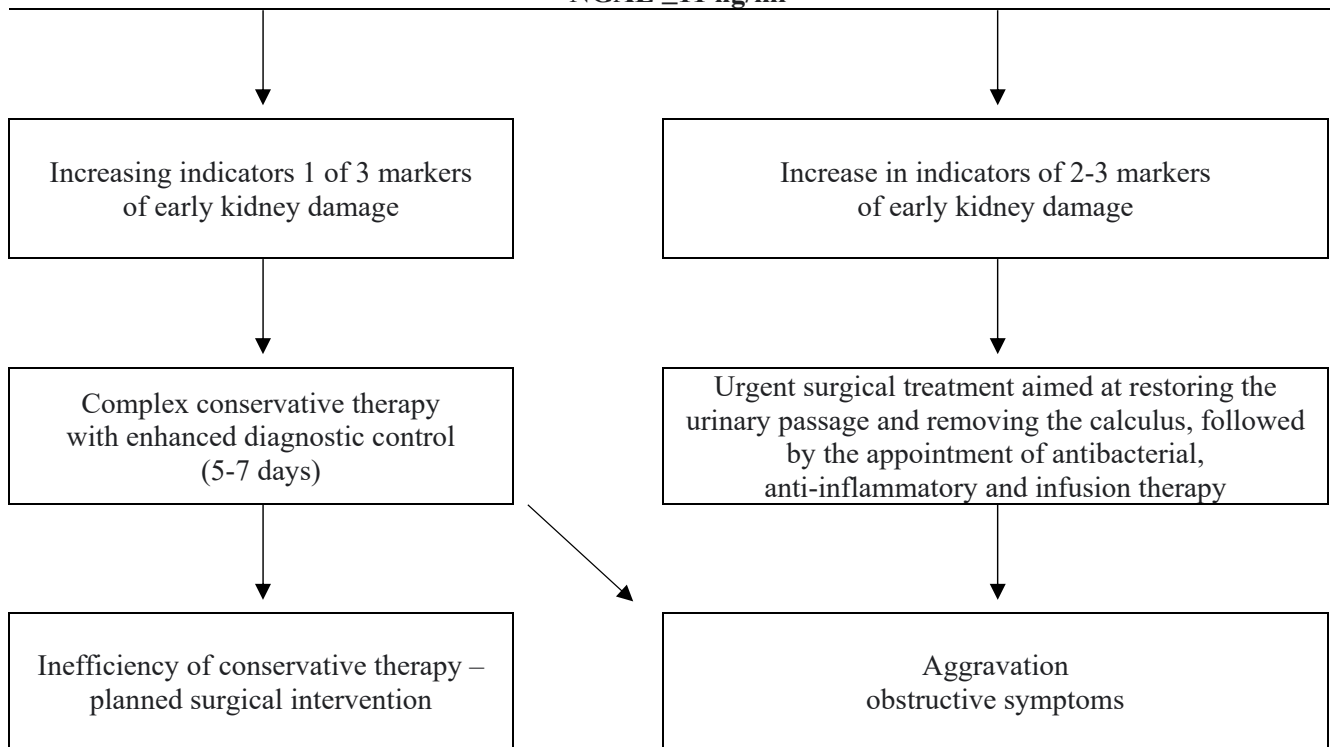 Increasing indicators 1 of 3 markers
of early kidney damage
Increase in indicators of 2-3 markers
of early kidney damage
Complex conservative therapy
with enhanced diagnostic control
(5-7 days)
Urgent surgical treatment aimed at restoring the
urinary passage and removing the calculus, followed
by the appointment of antibacterial,
anti-inflammatory and infusion therapy
Inefficiency of conservative therapy –
planned surgical intervention
Aggravation
obstructive symptoms